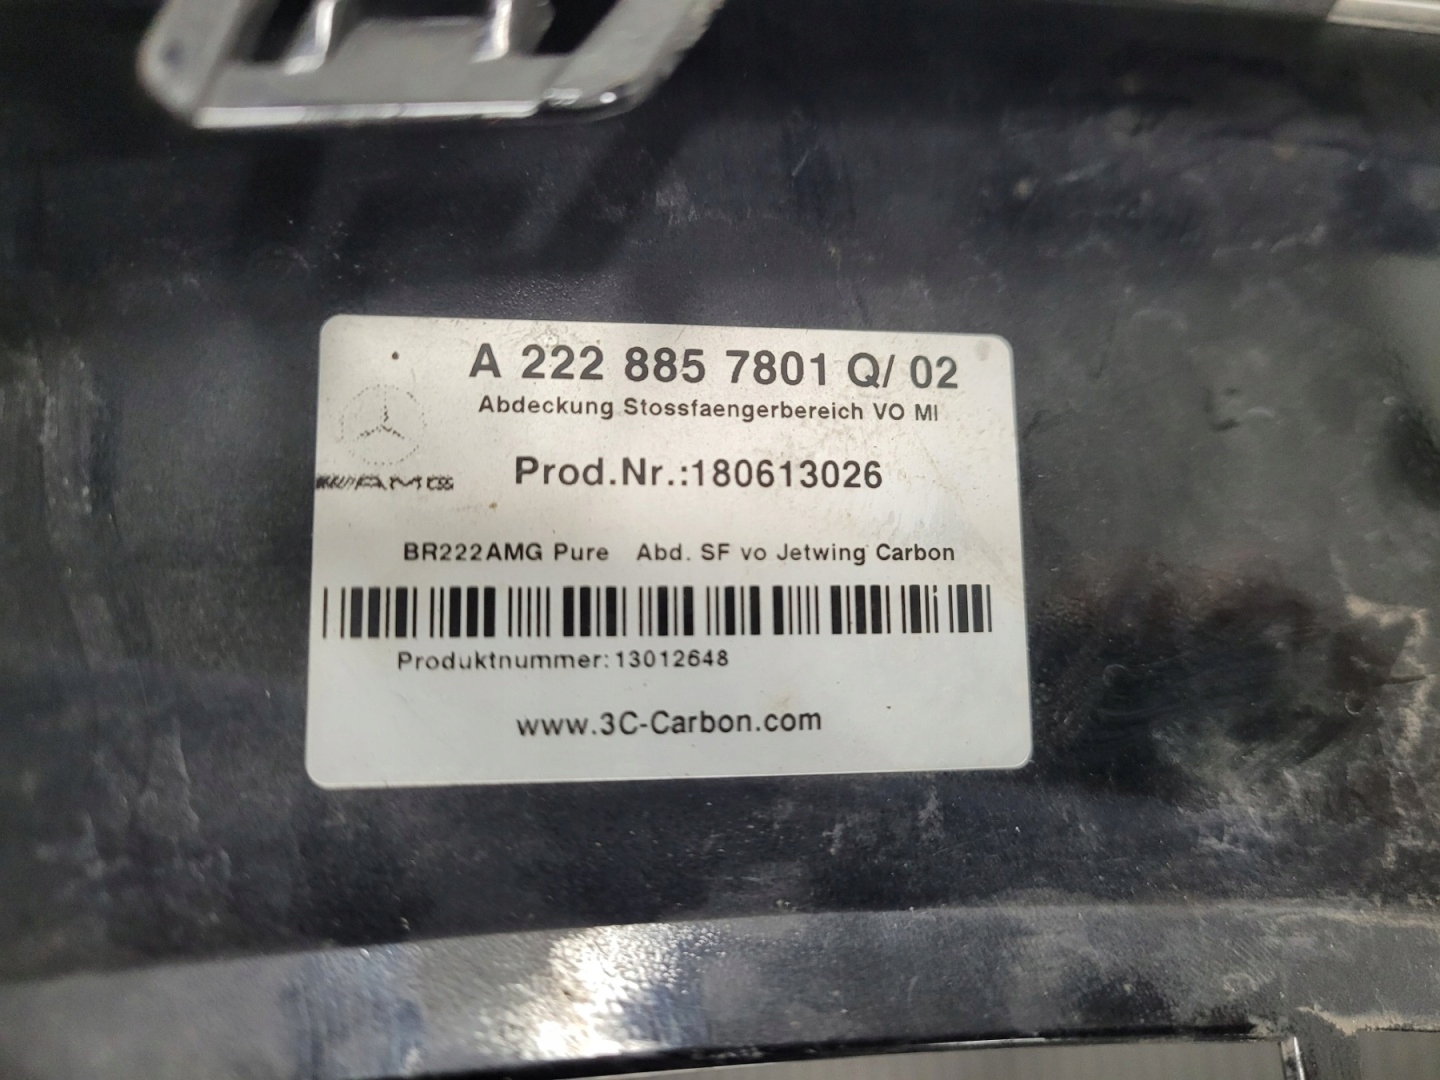 A 222 885 7801 Q/ 02
Abdeckung Stossfaengerbereich VO MI
Prod.Nr.:180613026
BR222AMG Pure Abd. SF vo Jetwing Carbon
Produktnummer:13012648
www.3C-Carbon.com